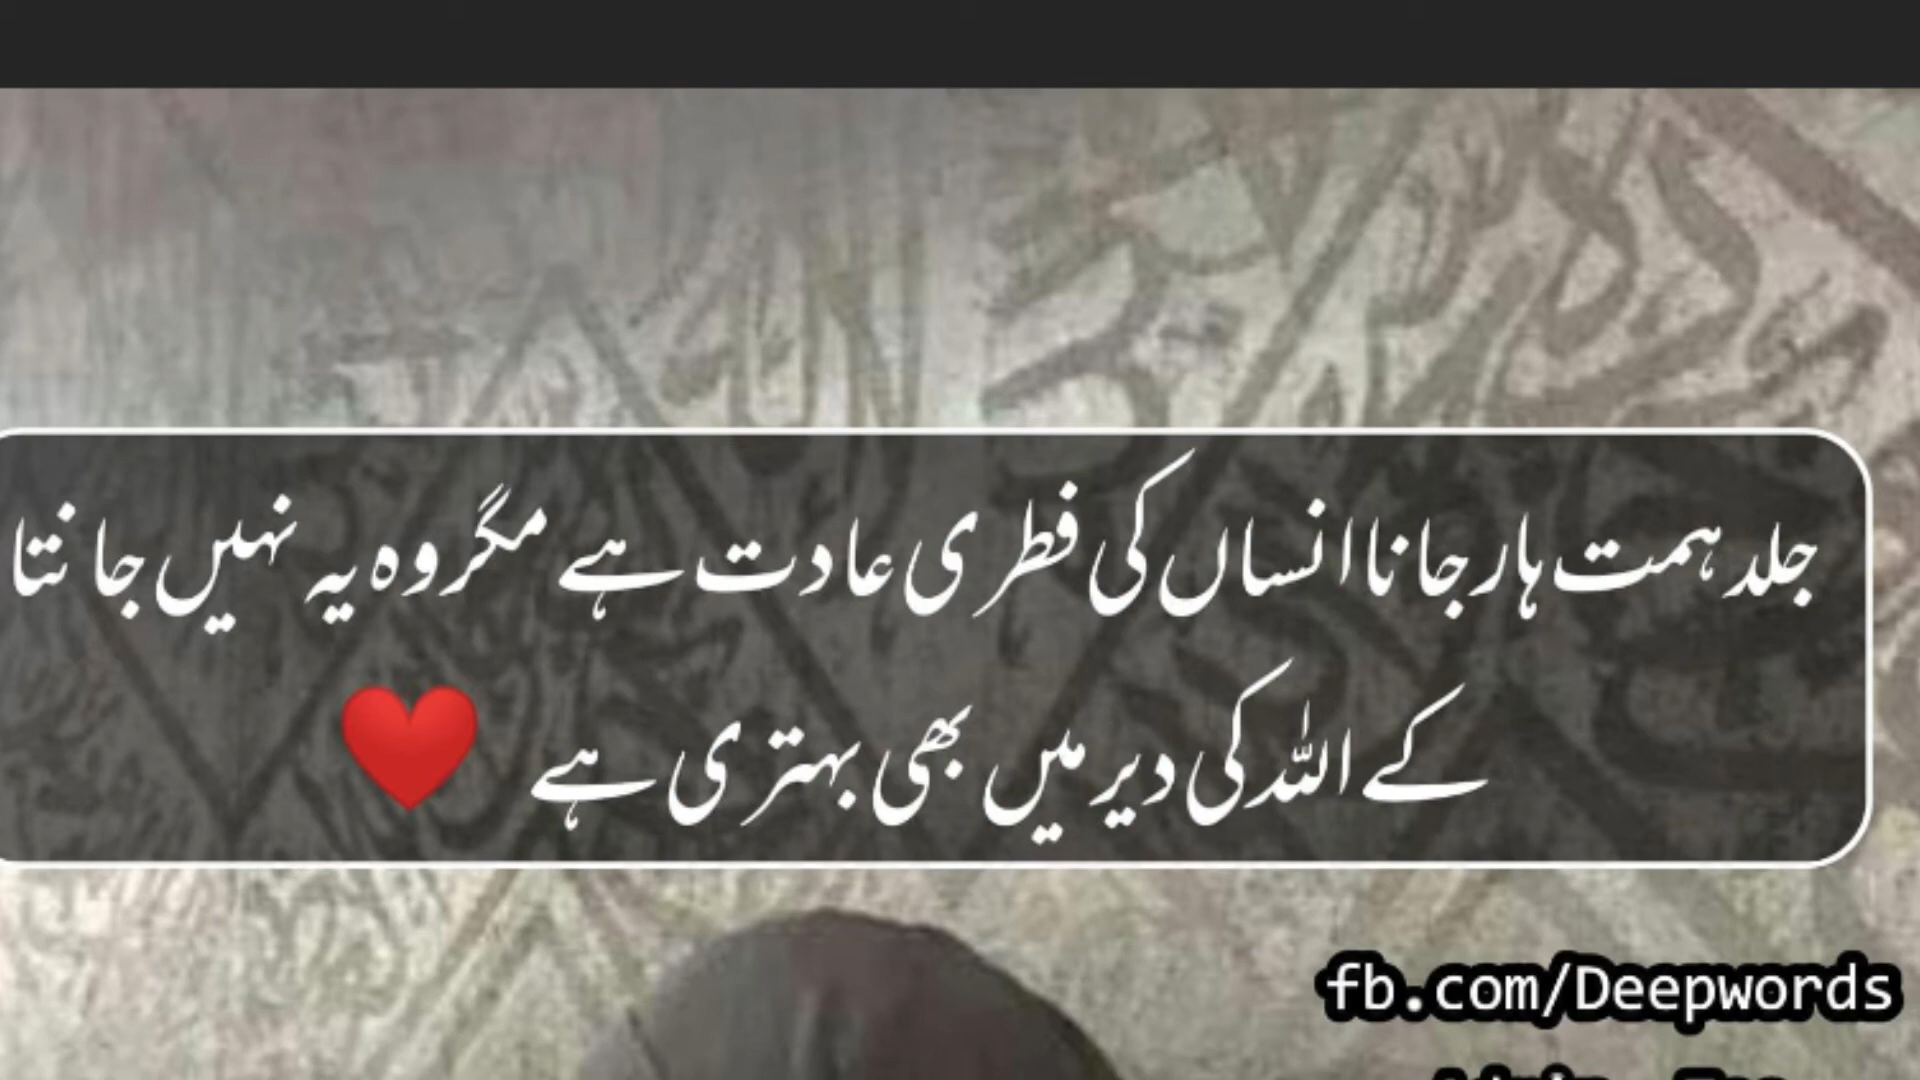 جلد ہمت ہار جانا انساں کی فطری عادت ہے مگر وہ یہ نہیں جانتا
کے اللہ کی دیر میں بھی بہتری ہے ❤️
fb.com/Deepwords